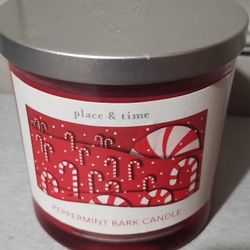 place & time
PEPPERMINT BARK CANDLE